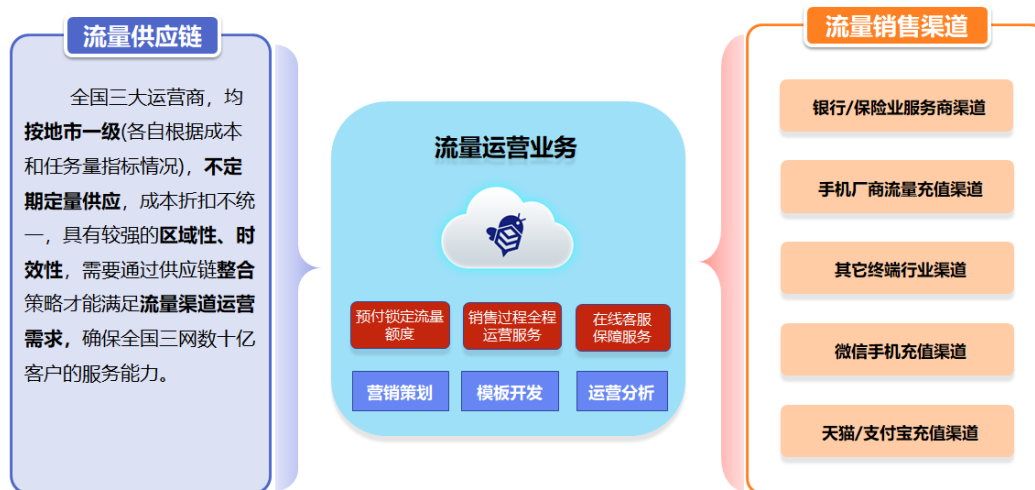 流量供应链
全国三大运营商，均
按地市一级(各自根据成本
和任务量指标情况)，不定
期定量供应，成本折扣不统
一，具有较强的区域性、时
效性，需要通过供应链整合
策略才能满足流量渠道运营
需求，确保全国三网数十亿
客户的服务能力。
流量运营业务
预付锁定流量
额度
销售过程全程
运营服务
在线客服
保障服务
营销策划
模板开发
运营分析
流量销售渠道
银行/保险业服务商渠道
手机厂商流量充值渠道
其它终端行业渠道
微信手机充值渠道
天猫/支付宝充值渠道